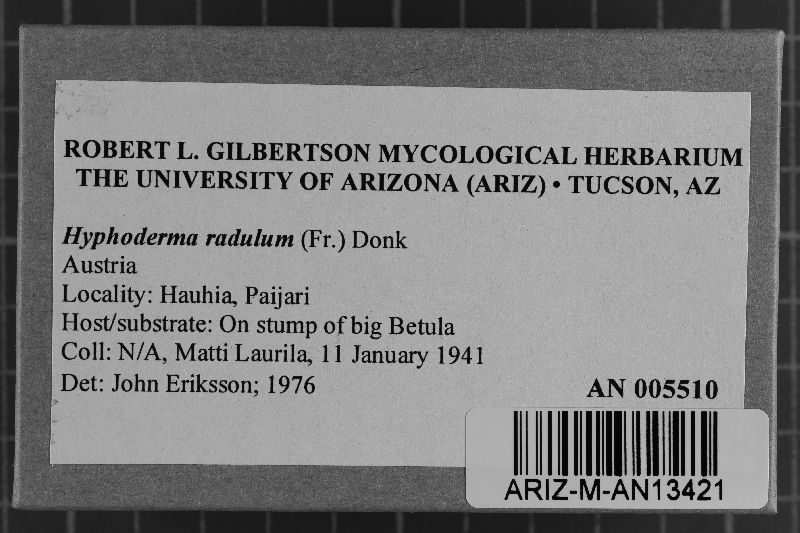 ROBERT L. GILBERTSON MYCOLOGICAL HERBARIUM
THE UNIVERSITY OF ARIZONA (ARIZ) • TUCSON, AZ
Hyphoderma radulum (Fr.) Donk
Austria
Locality: Hauhia, Paijari
Host/substrate: On stump of big Betula
Coll: N/A, Matti Laurila, 11 January 1941
Det: John Eriksson; 1976
AN 005510
ARIZ-M-AN13421